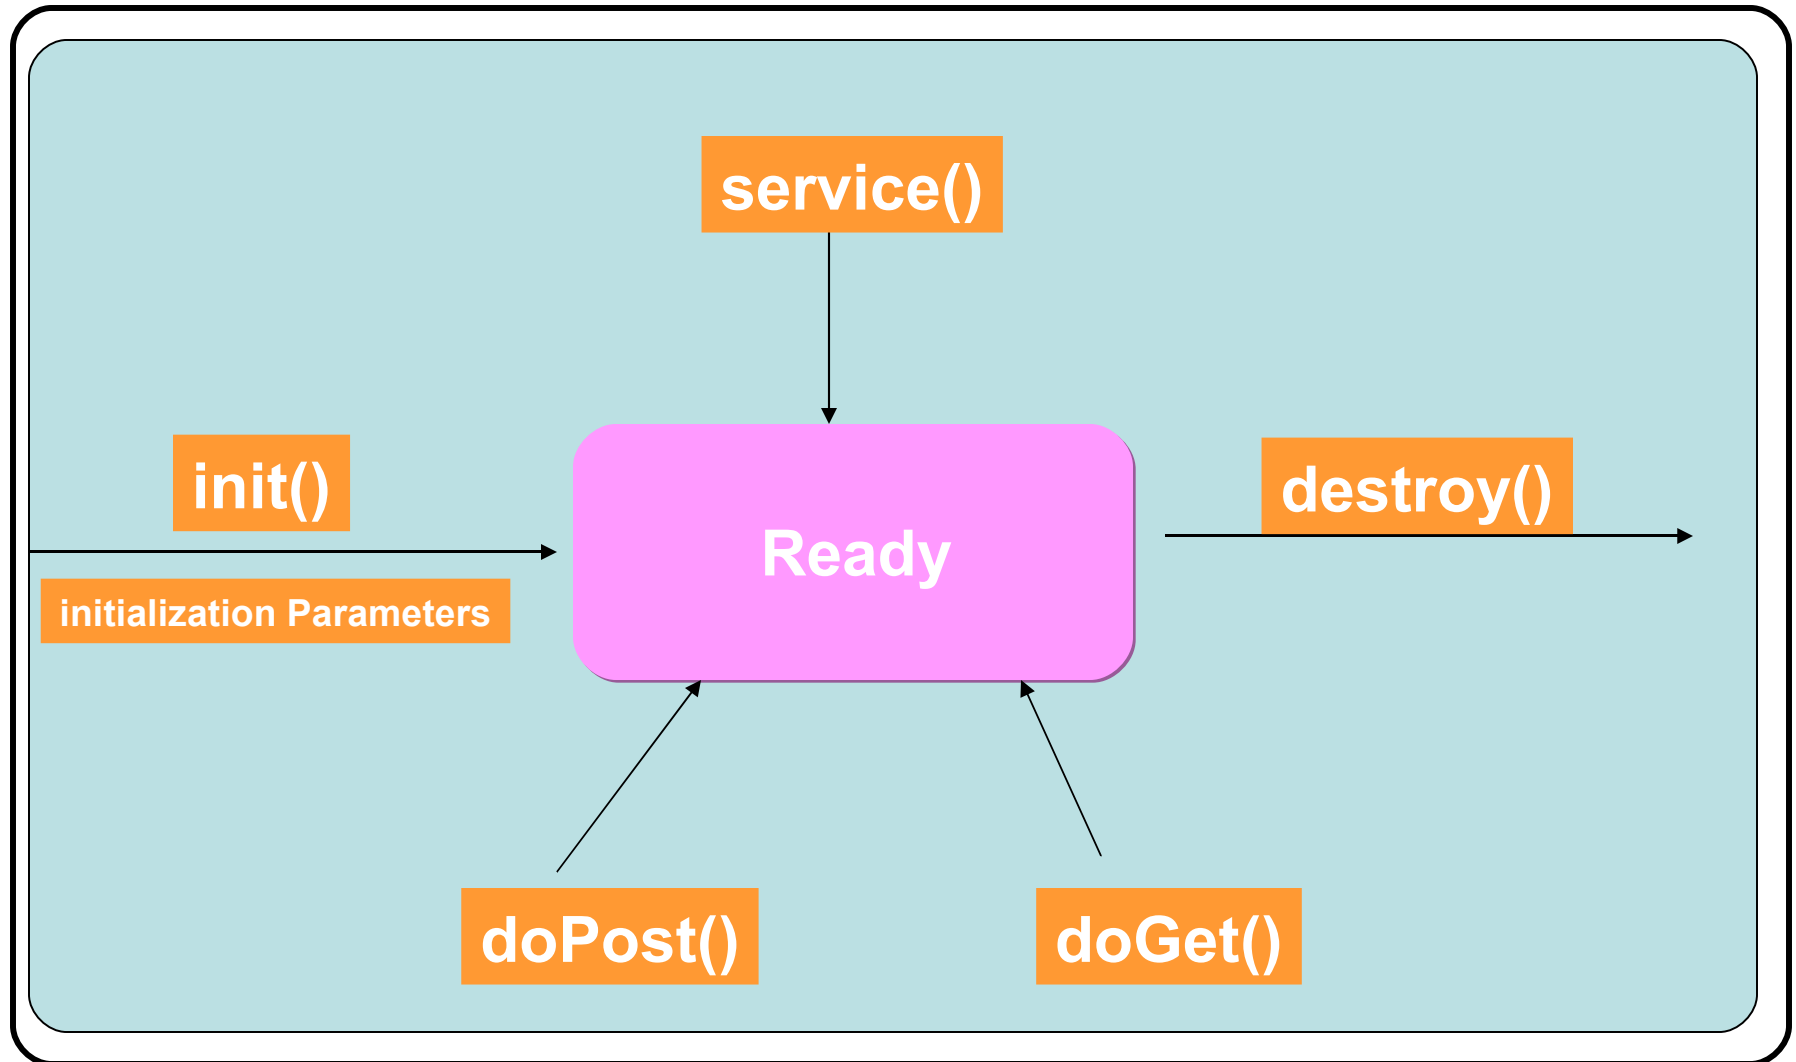 service()
init()
destroy()
Ready
initialization Parameters
doPost()
doGet()